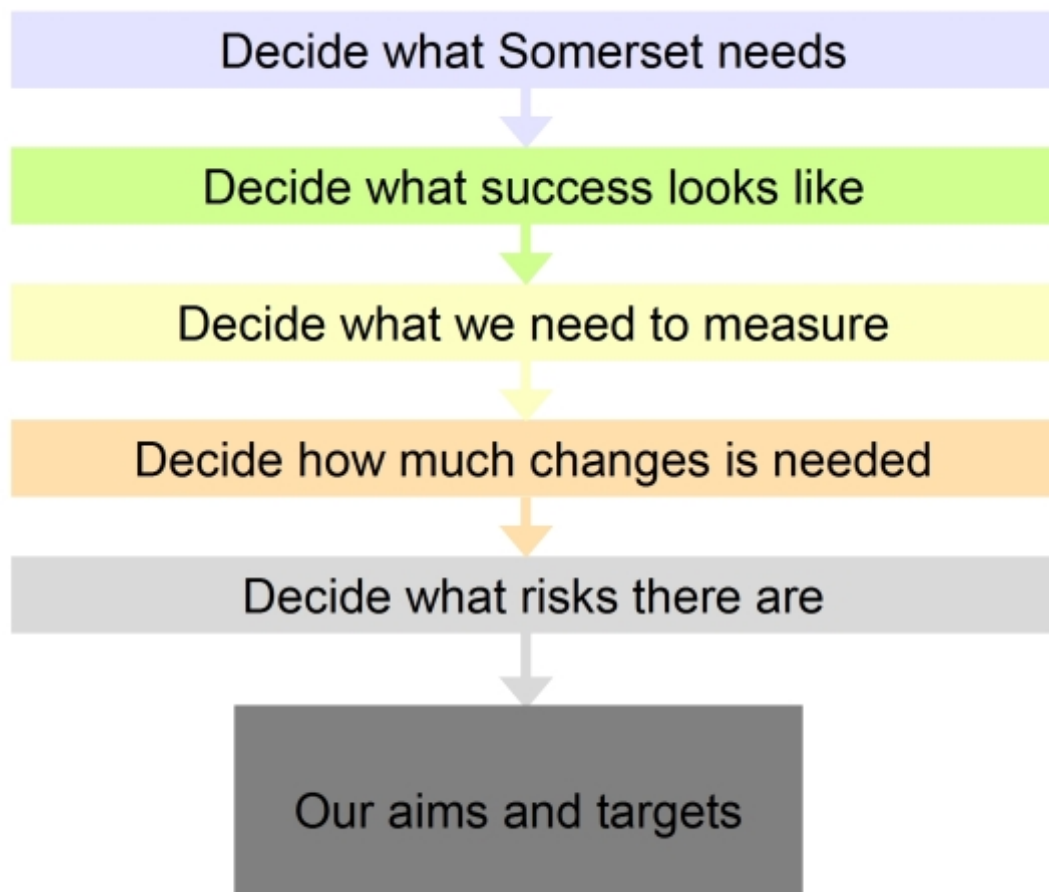 Decide what Somerset needs
Decide what success looks like
Decide what we need to measure
Decide how much changes is needed
Decide what risks there are
Our aims and targets